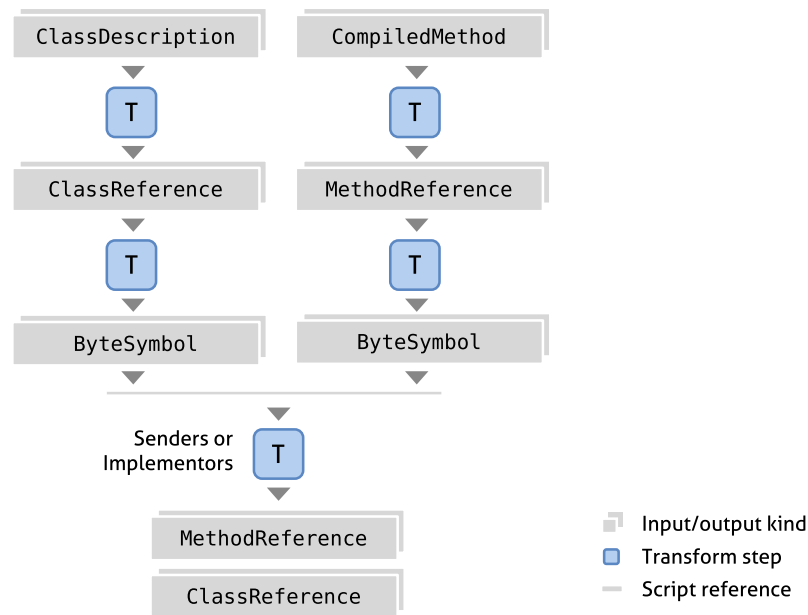 ClassDescription
CompiledMethod
T
T
ClassReference
MethodReference
T
T
ByteSymbol
ByteSymbol
Senders or
Implementors
T
MethodReference
ClassReference
Input/output kind
Transform step
Script reference